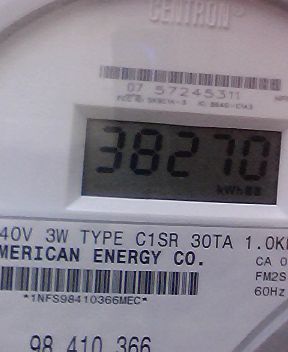 CENTRON
07 57245311
38270
kWh
40V 3W TYPE C1SR 30TA 1.0K
MERICAN ENERGY CO.
CA 0
FM2S
*1NFS98410366MEC*
60Hz
98 410 366